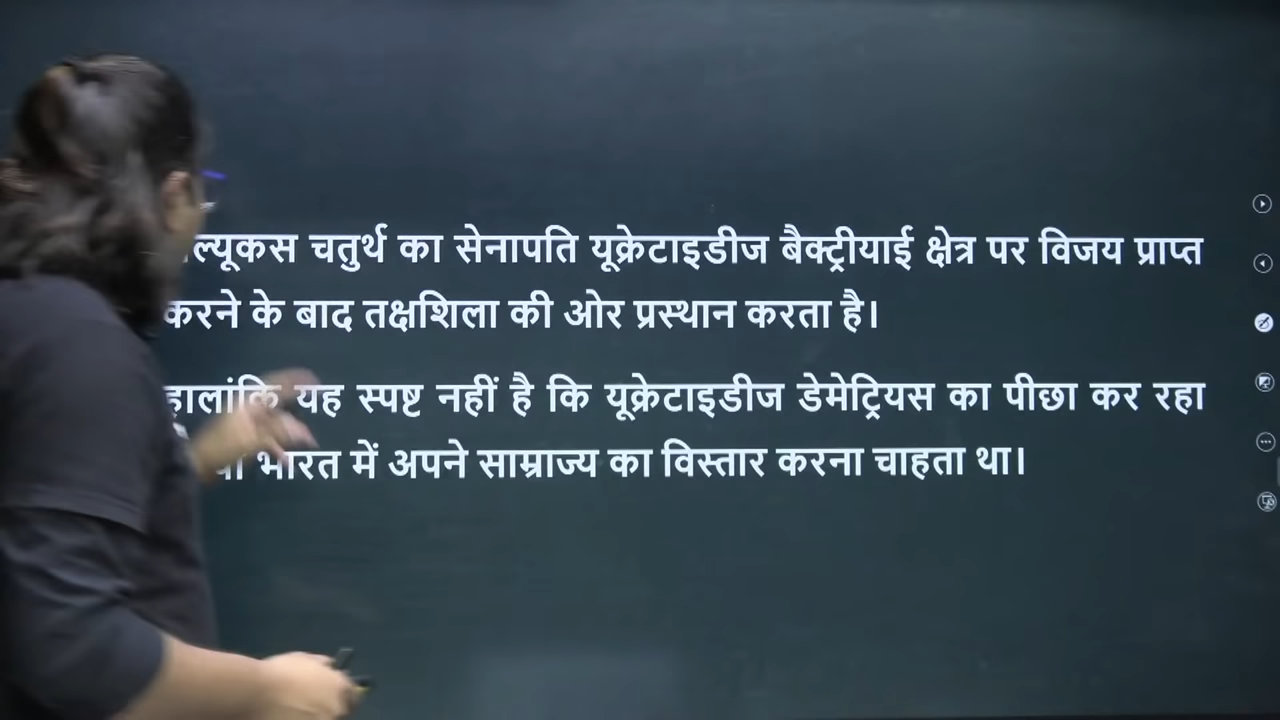 चतुर्थ का सेनापति यूक्रेटाइडीज बैक्ट्रीयाई क्षेत्र पर विजय प्राप्त
करने के बाद तक्षशिला की ओर प्रस्थान करता है।
हालांकि यह स्पष्ट नहीं है कि यूक्रेटाइडीज डेमेट्रियस का पीछा कर रहा
भारत में अपने साम्राज्य का विस्तार करना चाहता था।